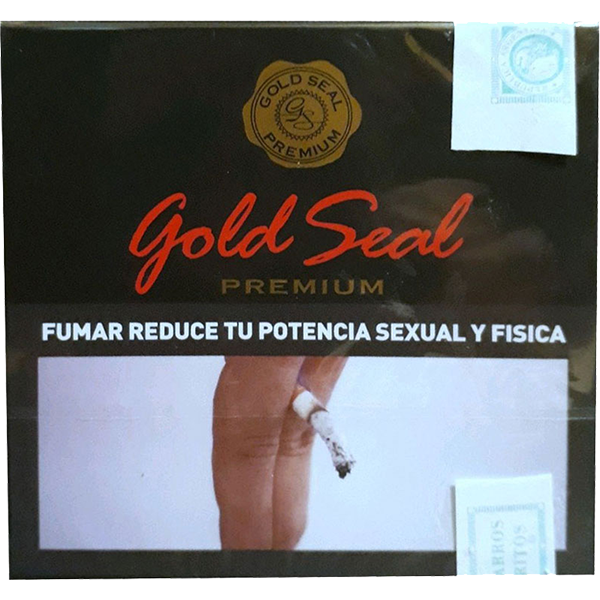 GOLD SEAL
GS
PREMIUM
Gold Seal
PREMIUM
FUMAR REDUCE TU POTENCIA SEXUAL Y FISICA